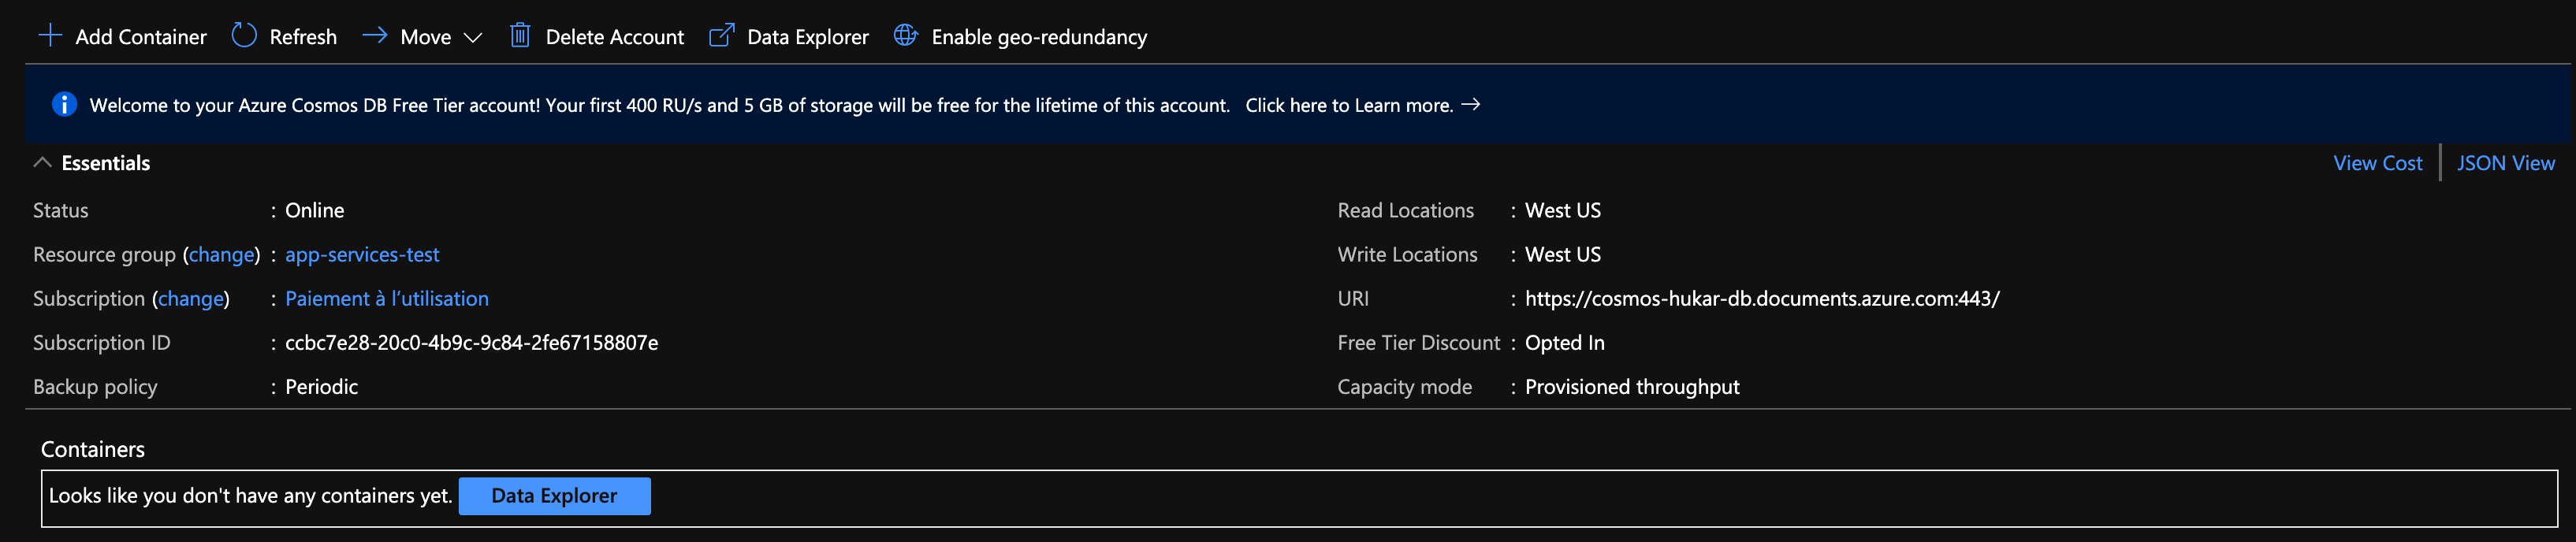 Add Container Refresh Move Delete Account Data Explorer Enable geo-redundancy
Welcome to your Azure Cosmos DB Free Tier account! Your first 400 RU/s and 5 GB of storage will be free for the lifetime of this account. Click here to Learn more. →
Essentials View Cost JSON View
Status : Online
Resource group (change) : app-services-test
Subscription (change) : Paiement à l’utilisation
Subscription ID : ccbc7e28-20c0-4b9c-9c84-2fe67158807e
Backup policy : Periodic
Read Locations : West US
Write Locations : West US
URI : https://cosmos-hukar-db.documents.azure.com:443/
Free Tier Discount : Opted In
Capacity mode : Provisioned throughput
Containers
Looks like you don't have any containers yet. Data Explorer